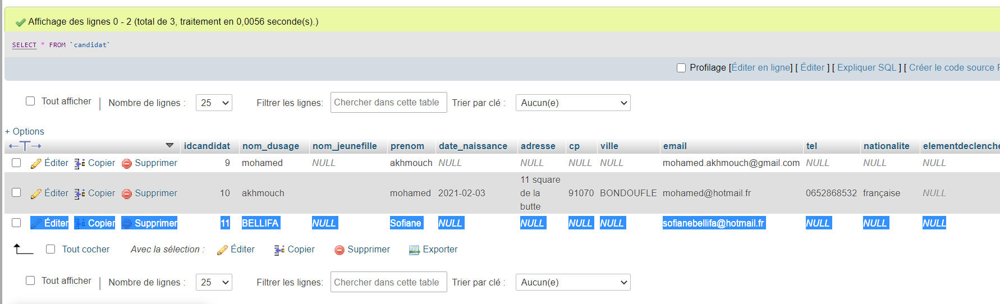 Affichage des lignes 0 - 2 (total de 3, traitement en 0,0056 seconde(s).)
SELECT * FROM `candidat`
Profilage [Éditer en ligne] [ Éditer ] [ Expliquer SQL ] [ Créer le code source
Tout afficher | Nombre de lignes : 25 Filtrer les lignes: Chercher dans cette table Trier par clé : Aucun(e)
+ Options
←T→ idcandidat nom_dusage nom_jeunefille prenom date_naissance adresse cp ville email tel nationalite elementdeclenche
Éditer Copier Supprimer 9 mohamed NULL akhmouch NULL NULL NULL NULL mohamed.akhmouch@gmail.com NULL NULL NULL
Éditer Copier Supprimer 10 akhmouch mohamed 2021-02-03 11 square de la butte 91070 BONDOUFLE mohamed@hotmail.fr 0652868532 française NULL
Éditer Copier Supprimer 11 BELLIFA NULL Sofiane NULL NULL NULL NULL sofianebellifa@hotmail.fr NULL NULL NULL
Tout cocher Avec la sélection : Éditer Copier Supprimer Exporter
Tout afficher | Nombre de lignes : 25 Filtrer les lignes: Chercher dans cette table Trier par clé : Aucun(e)